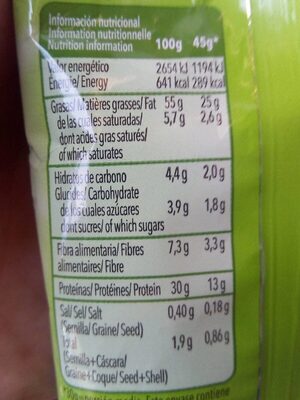 Información nutricional
Information nutritionnelle
Nutrition information 100g 45g*
Valor energético 2654 kJ 1194 kJ
Énergie/ Energy 641 kcal 289 kcal
Grasas/ Matières grasses/ Fat 55 g 25 g
de las cuales saturadas/ 5,7 g 2,6 g
dont acides gras saturés/
of which saturates
Hidratos de carbono 4,4 g 2,0 g
Glucides/ Carbohydrate
de los cuales azúcares 3,9 g 1,8 g
dont sucres/ of which sugars
Fibra alimentaria/ Fibres 7,3 g 3,3 g
alimentaires/ Fibre
Proteínas/ Protéines/ Protein 30 g 13 g
Sal/ Sel/ Salt 0,40 g 0,18 g
(Semilla/ Graine/ Seed)
Total 1,9 g 0,86 g
(Semilla+Cáscara/
Graine+Coque/ Seed+Shell)
Este envase contiene